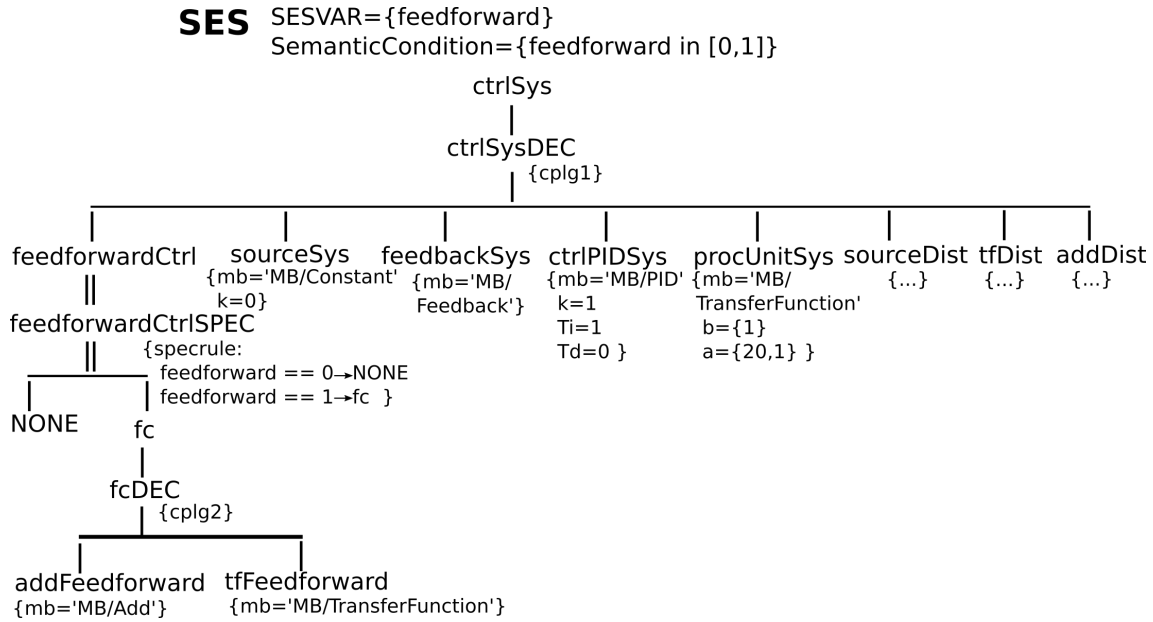 SES SESVAR={feedforward}
SemanticCondition={feedforward in [0,1]}
ctrlSys
ctrlSysDEC
{cplg1}
feedforwardCtrl sourceSys feedbackSys ctrlPIDSys procUnitSys sourceDist tfDist addDist
{mb='MB/Constant' {mb='MB/ {mb='MB/PID' {mb='MB/ {...} {...} {...}
k=0} Feedback'} k=1 TransferFunction'
feedforwardCtrlSPEC Ti=1 b={1}
{specrule: Td=0 } a={20,1} }
feedforward == 0→NONE
feedforward == 1→fc }
NONE fc
fcDEC
{cplg2}
addFeedforward tfFeedforward
{mb='MB/Add'} {mb='MB/TransferFunction'}